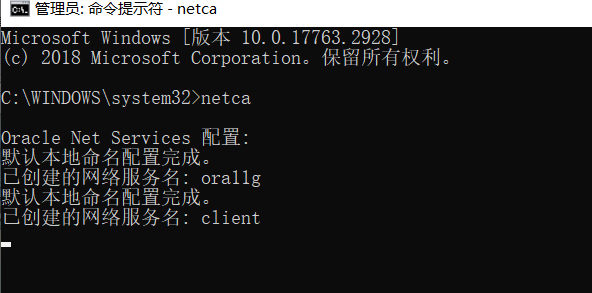 管理员: 命令提示符 - netca
Microsoft Windows [版本 10.0.17763.2928]
(c) 2018 Microsoft Corporation。保留所有权利。
C:\WINDOWS\system32>netca
Oracle Net Services 配置:
默认本地命名配置完成。
已创建的网络服务名: orallg
默认本地命名配置完成。
已创建的网络服务名: client